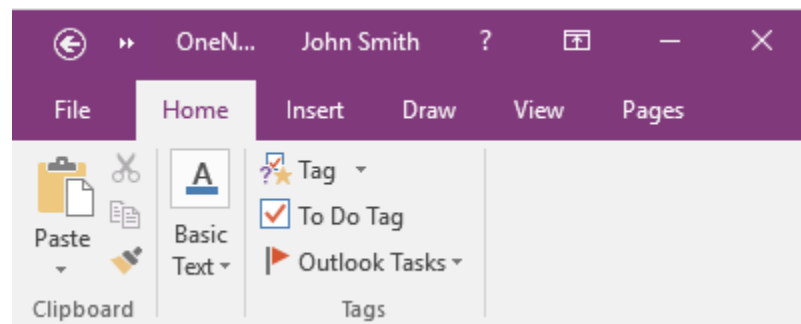 OneN... John Smith ?
File Home Insert Draw View Pages
Tag
To Do Tag
Outlook Tasks
Paste
Basic
Text
Clipboard
Tags